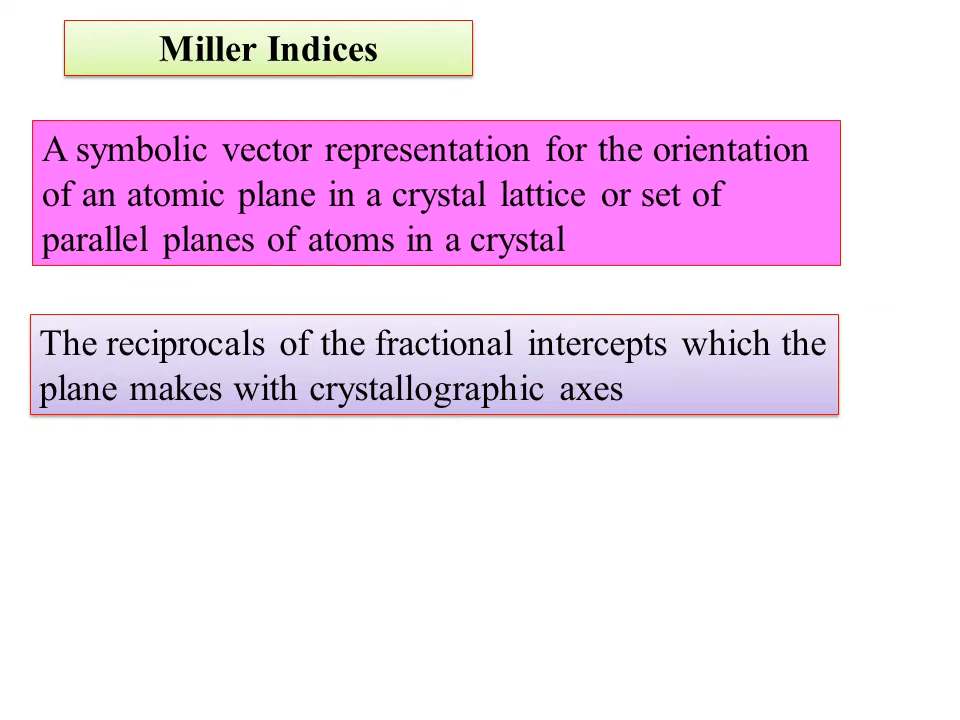 Miller Indices
A symbolic vector representation for the orientation
of an atomic plane in a crystal lattice or set of
parallel planes of atoms in a crystal
The reciprocals of the fractional intercepts which the
plane makes with crystallographic axes